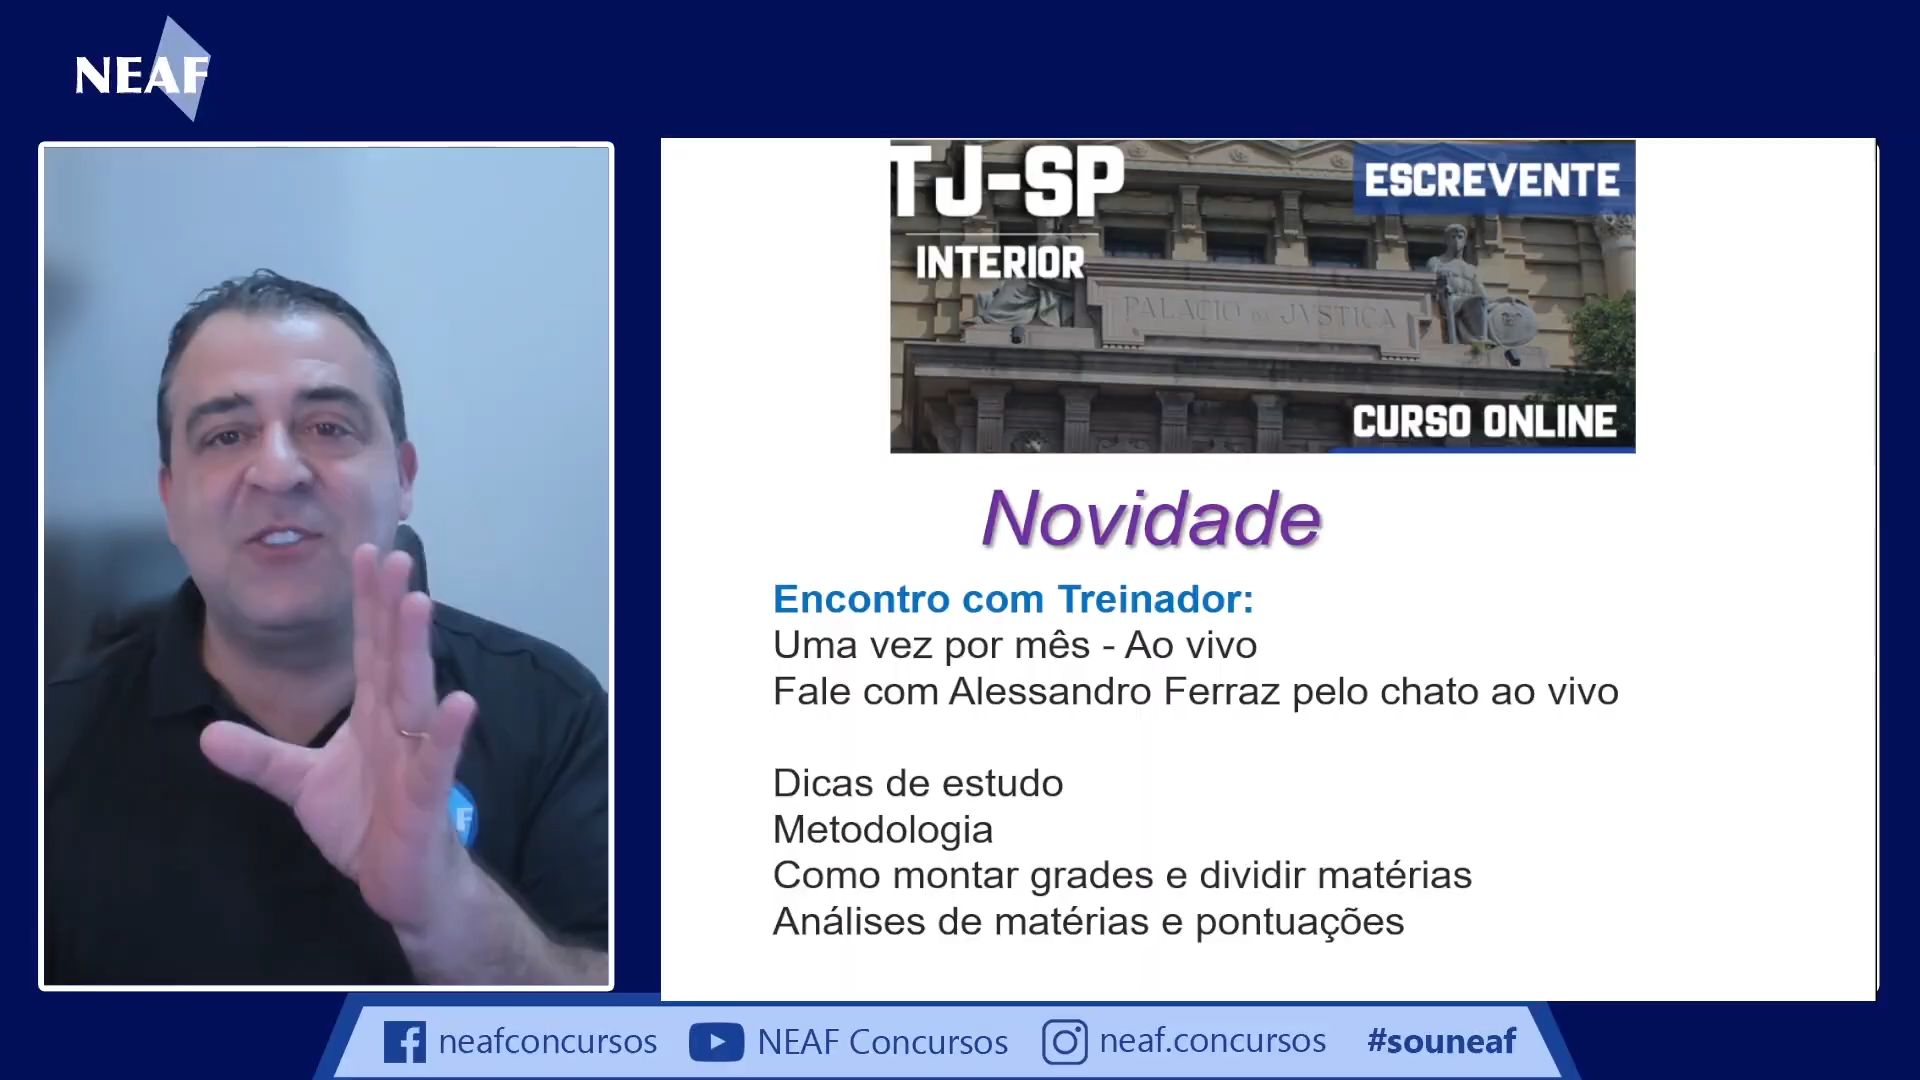 NEAF
TJ-SP
INTERIOR
ESCREVENTE
PALACIO DA JVSTICA
CURSO ONLINE
Novidade
Encontro com Treinador:
Uma vez por mês - Ao vivo
Fale com Alessandro Ferraz pelo chato ao vivo
Dicas de estudo
Metodologia
Como montar grades e dividir matérias
Análises de matérias e pontuações
F
neafconcursos
NEAF Concursos
neaf.concursos
#souneaf